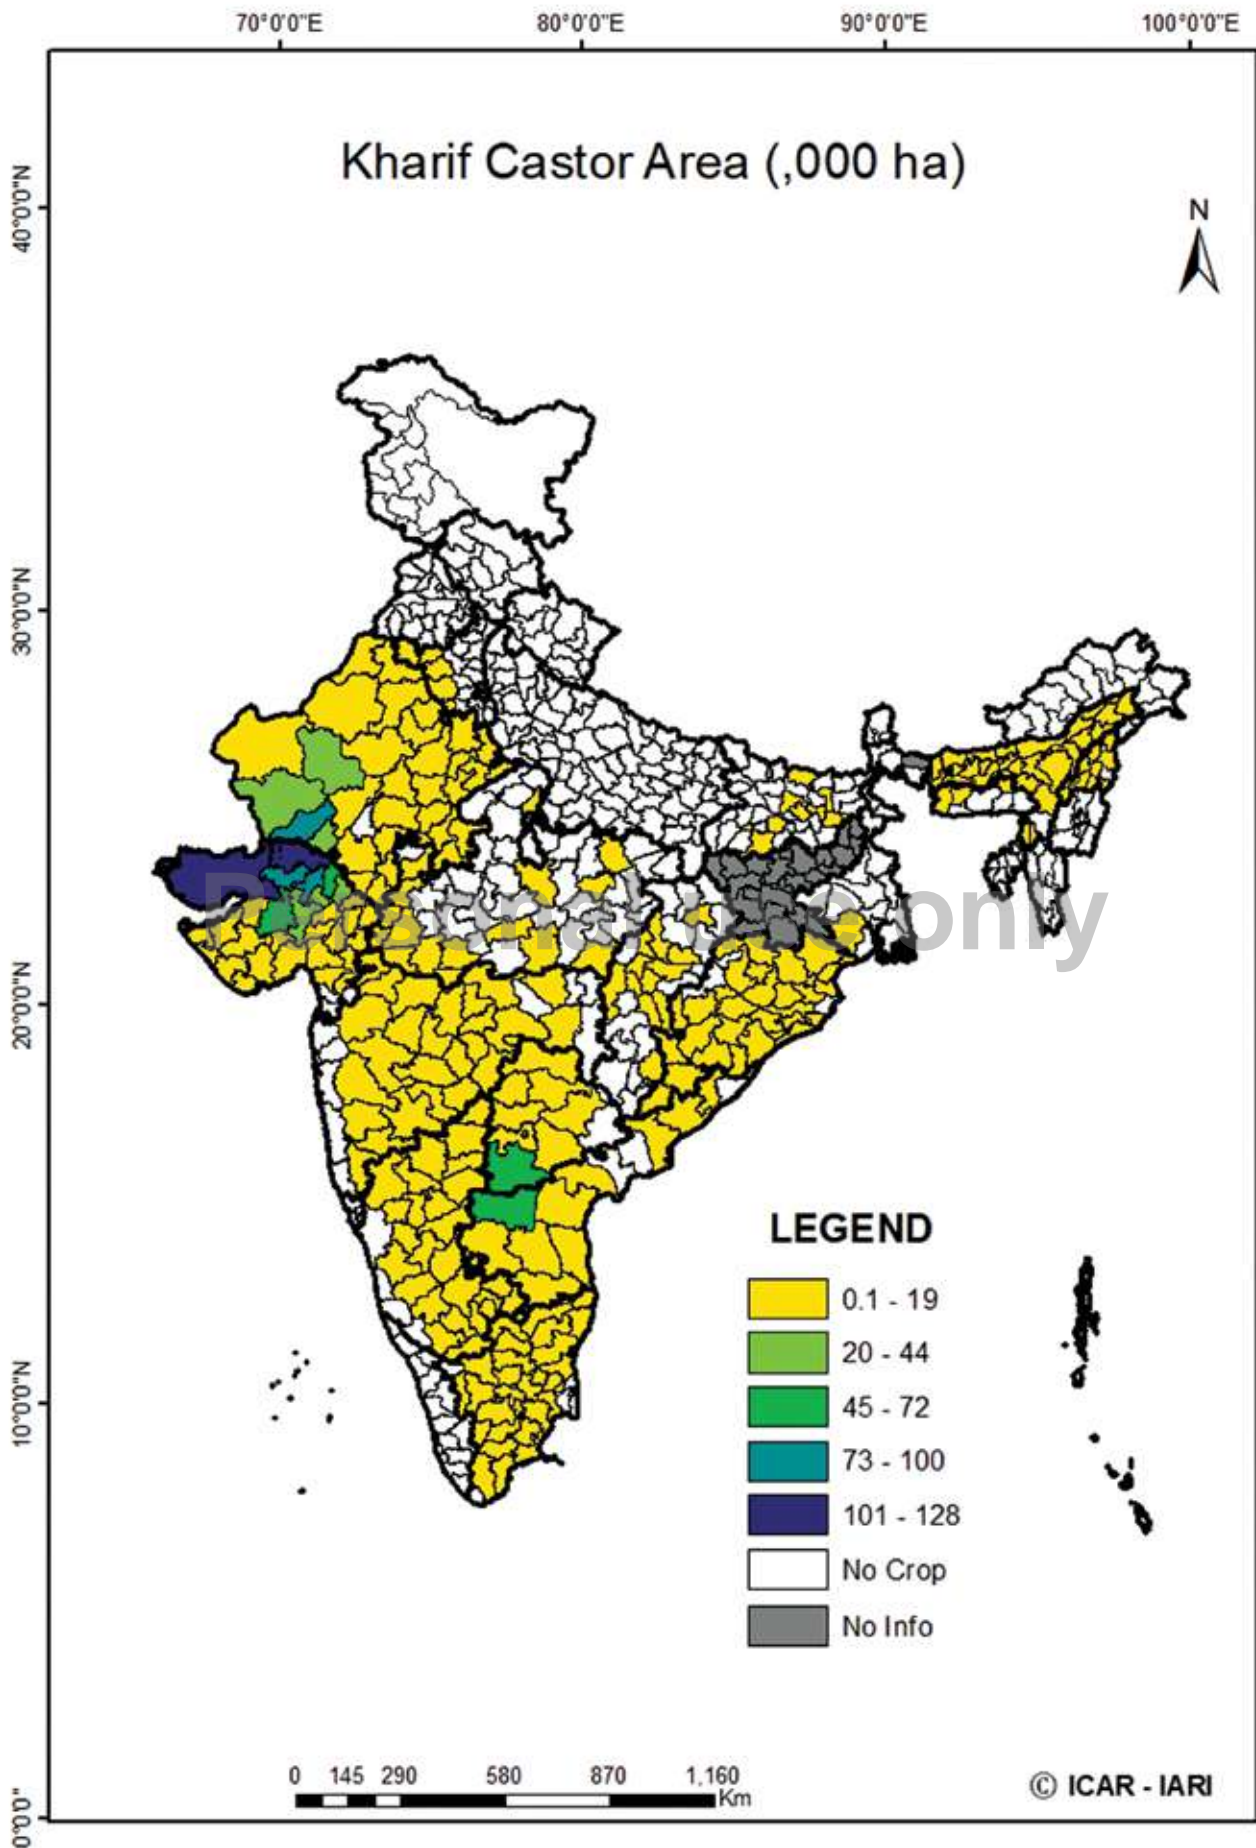 70°0'0"E 80°0'0"E 90°0'0"E 100°0'0"E
Kharif Castor Area (,000 ha)
N
40°0'0"N
30°0'0"N
20°0'0"N
10°0'0"N
0°0'0"
Personal use only
LEGEND
0.1 - 19
20 - 44
45 - 72
73 - 100
101 - 128
No Crop
No Info
0 145 290 580 870 1,160
Km
© ICAR - IARI